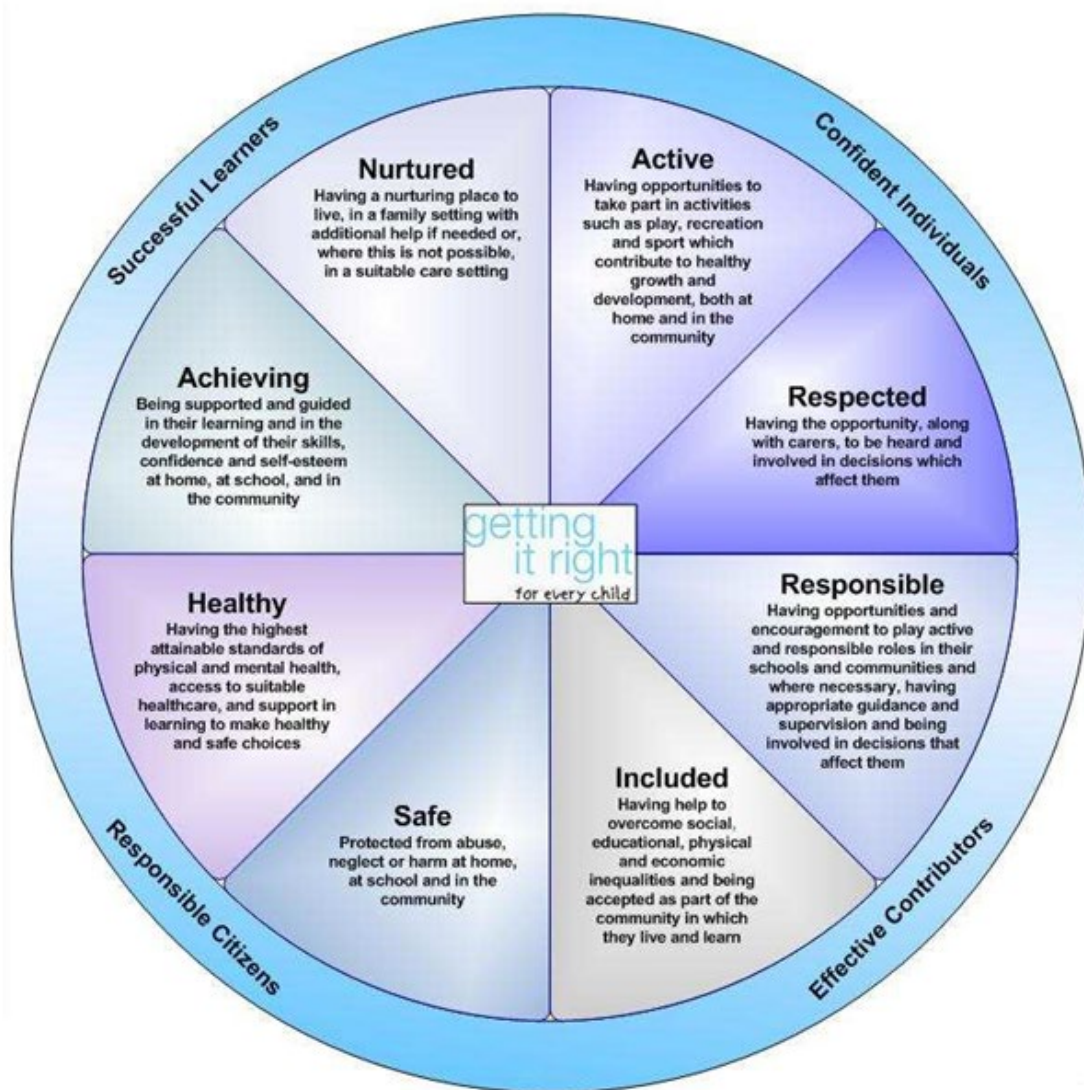 Successful Learners
Confident Individuals
Nurtured
Having a nurturing place to
live, in a family setting with
additional help if needed or,
where this is not possible,
in a suitable care setting
Active
Having opportunities to
take part in activities
such as play, recreation
and sport which
contribute to healthy
growth and
development, both at
home and in the
community
Achieving
Being supported and guided
in their learning and in the
development of their skills,
confidence and self-esteem
at home, at school, and in
the community
Respected
Having the opportunity, along
with carers, to be heard and
involved in decisions which
affect them
getting
it right
for every child
Healthy
Having the highest
attainable standards of
physical and mental health,
access to suitable
healthcare, and support in
learning to make healthy
and safe choices
Responsible
Having opportunities and
encouragement to play active
and responsible roles in their
schools and communities and
where necessary, having
appropriate guidance and
supervision and being
involved in decisions that
affect them
Safe
Protected from abuse,
neglect or harm at home,
at school and in the
community
Included
Having help to
overcome social,
educational, physical
and economic
inequalities and being
accepted as part of the
community in which
they live and learn
Responsible Citizens
Effective Contributors